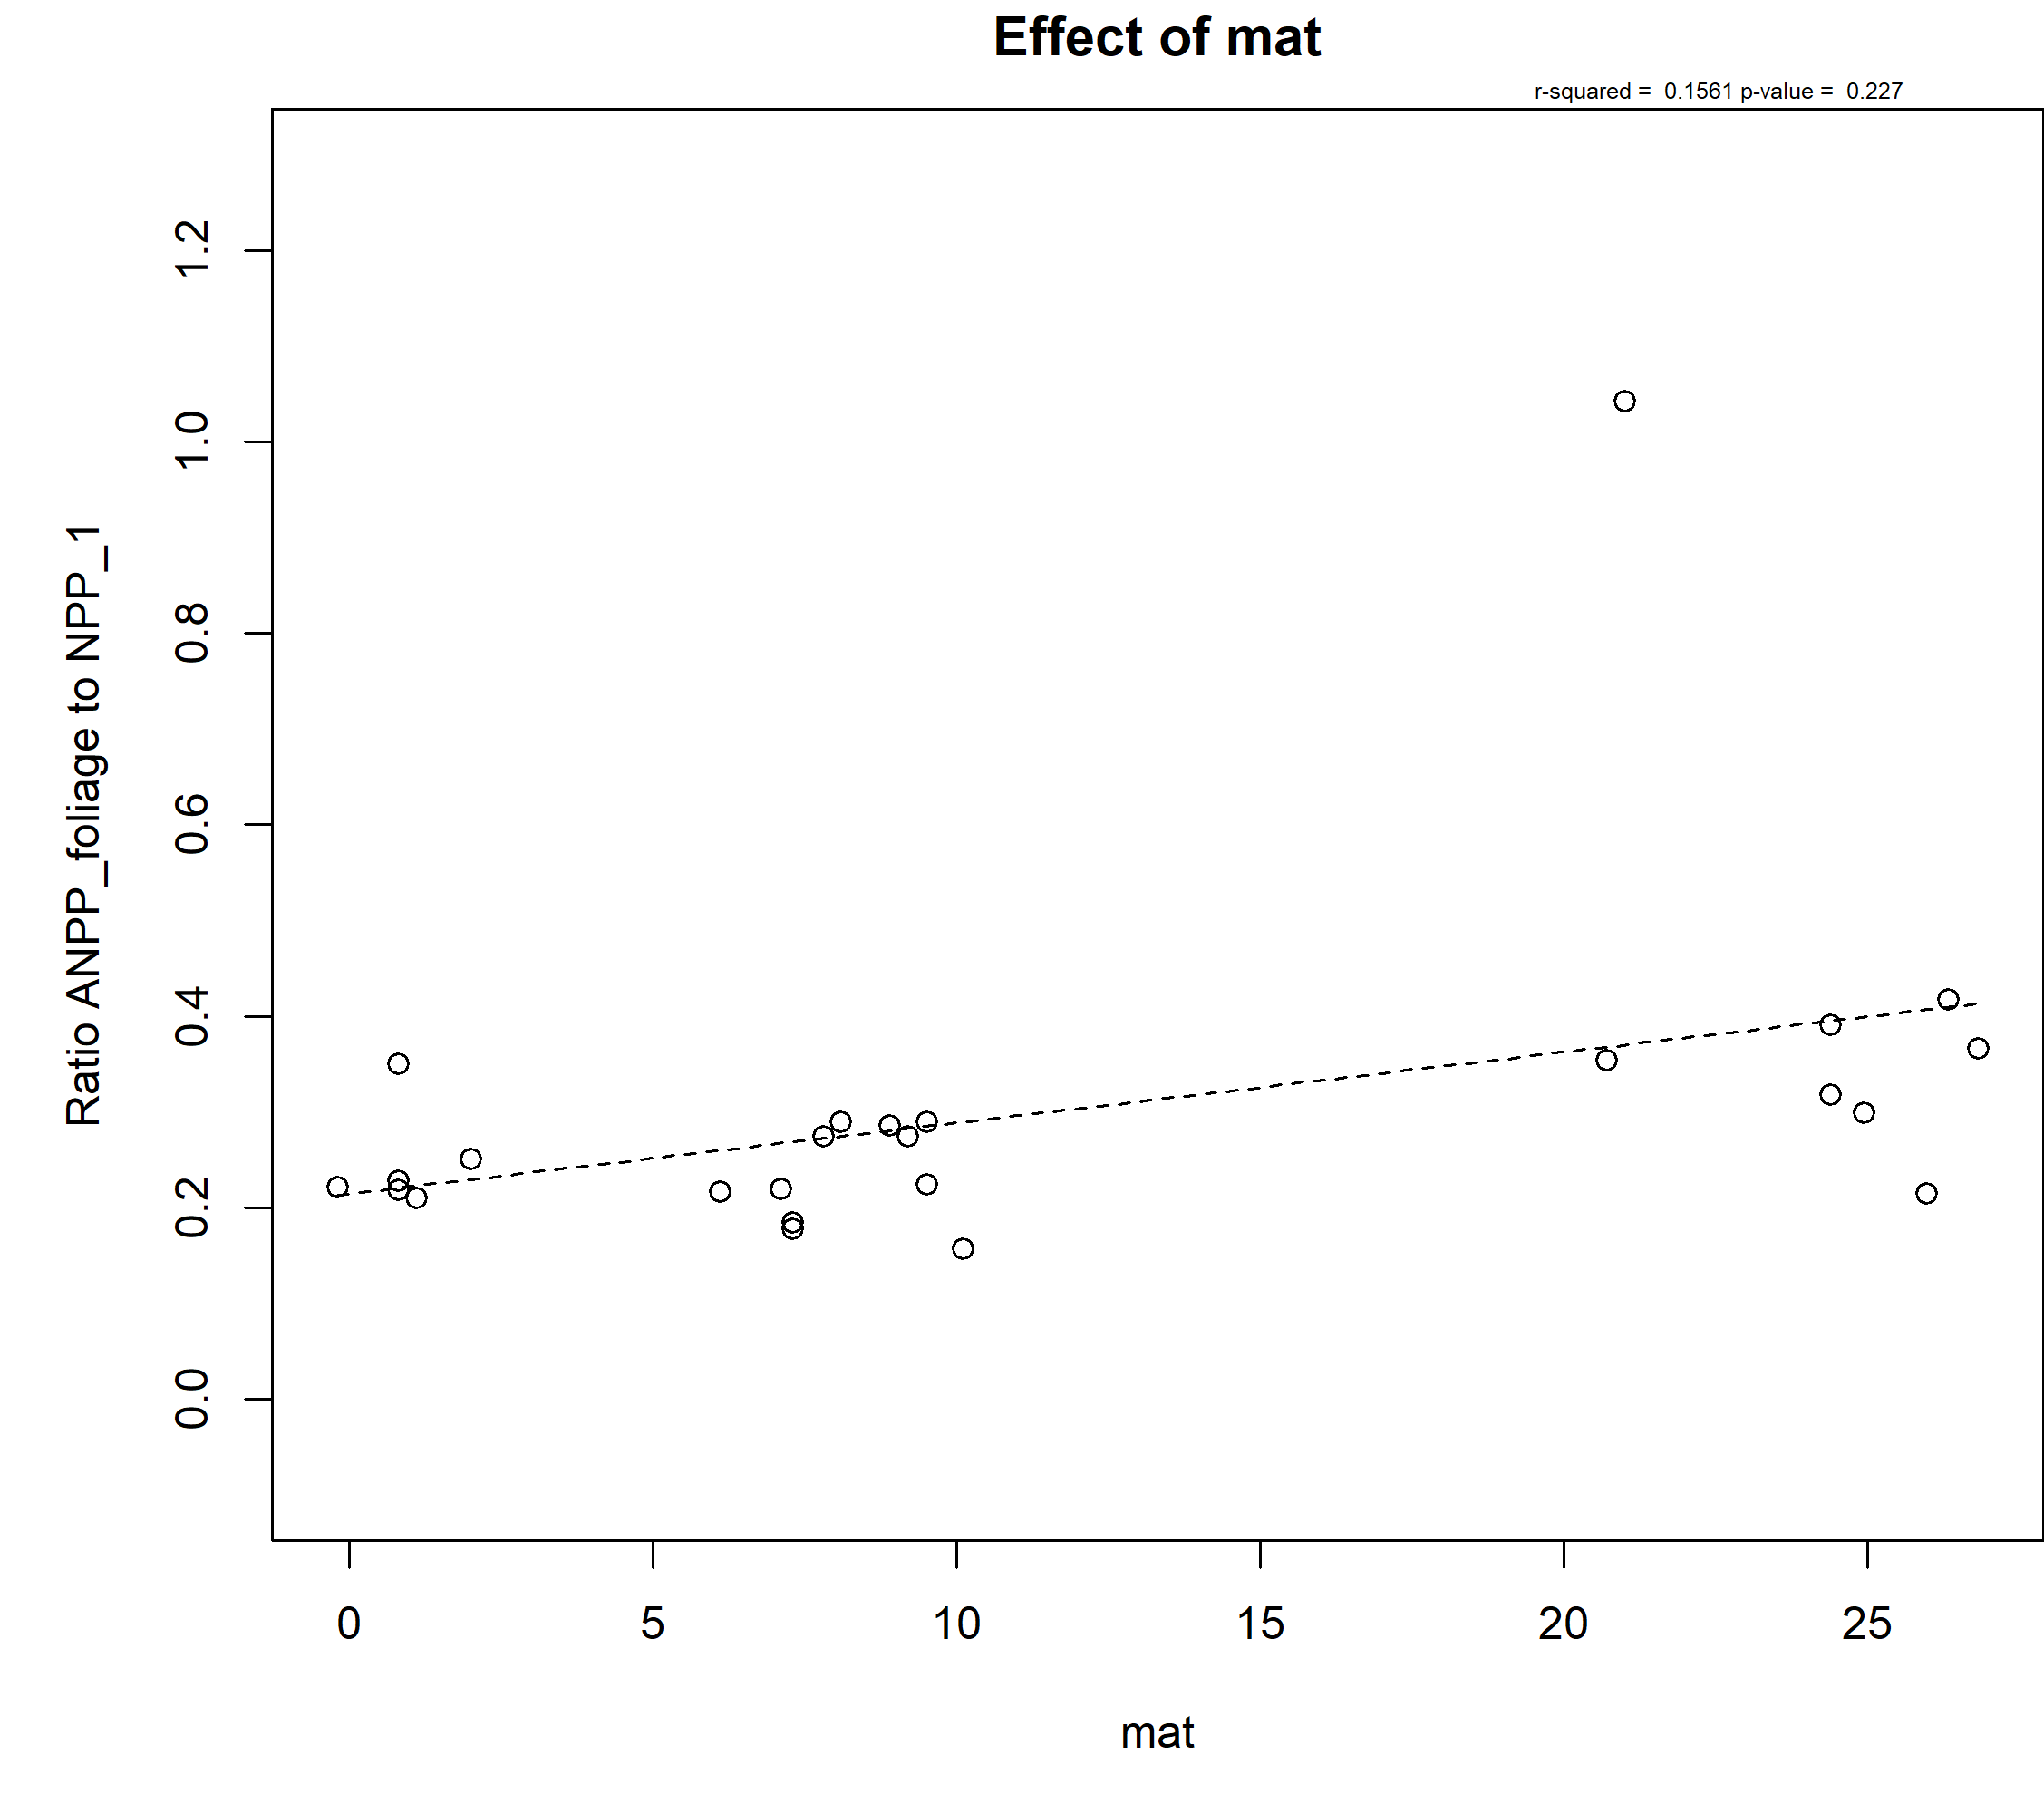 Effect of mat
r-squared =  0.1561 p-value =  0.227
Ratio ANPP_foliage to NPP_1
1.2
1.0
0.8
0.6
0.4
0.2
0.0
0 5 10 15 20 25
mat